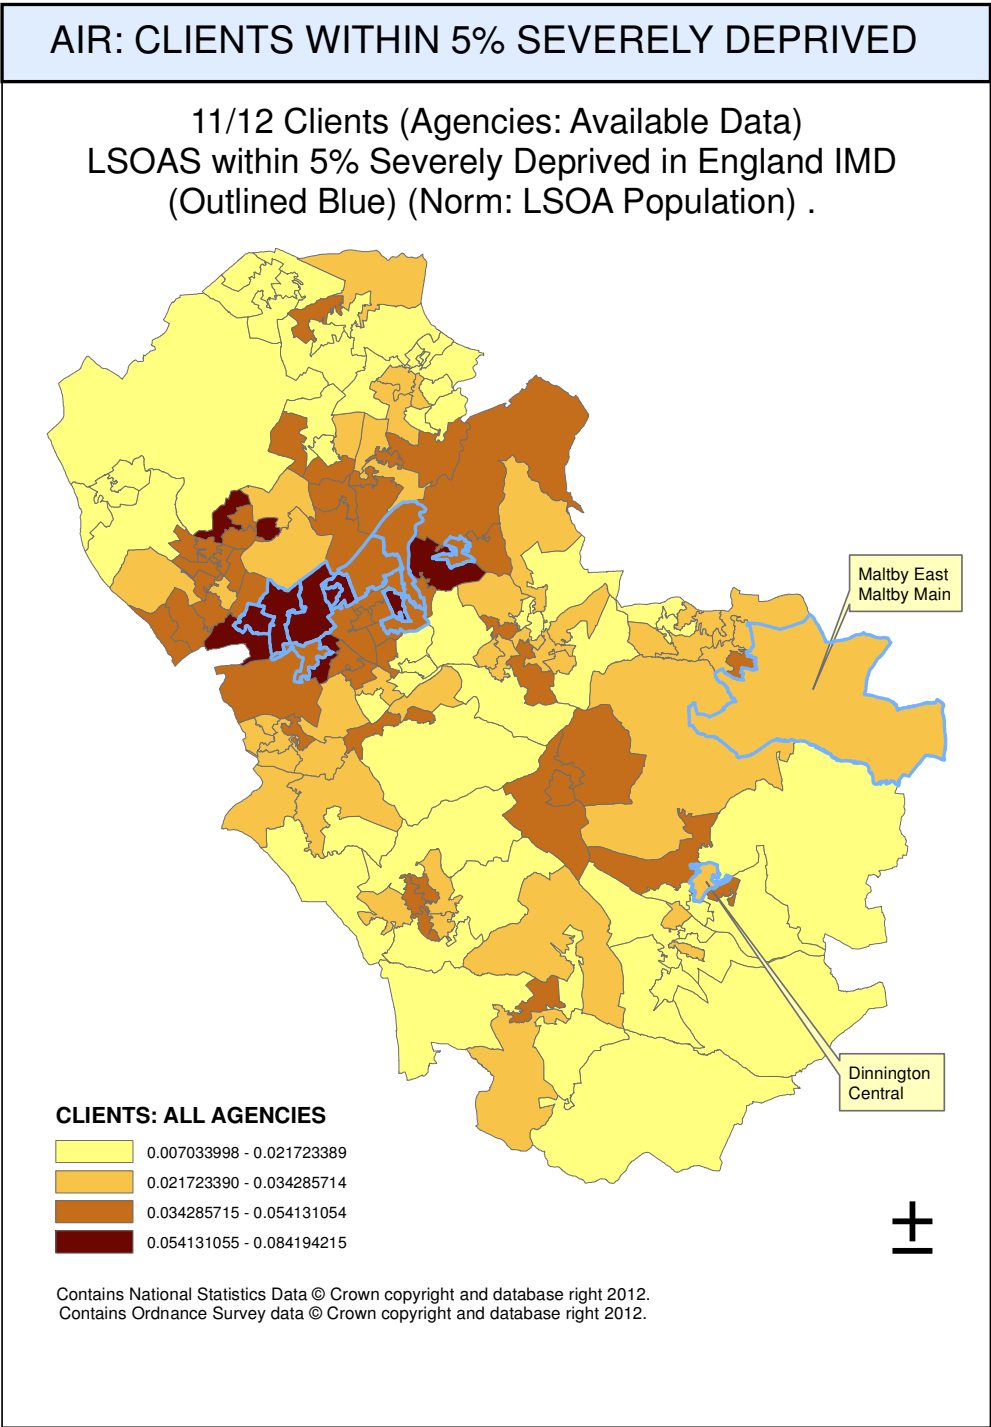 AIR: CLIENTS WITHIN 5% SEVERELY DEPRIVED
11/12 Clients (Agencies: Available Data)
LSOAS within 5% Severely Deprived in England IMD
(Outlined Blue) (Norm: LSOA Population) .
Maltby East
Maltby Main
Dinnington
Central
CLIENTS: ALL AGENCIES
0.007033998 - 0.021723389
0.021723390 - 0.034285714
0.034285715 - 0.054131054
0.054131055 - 0.084194215
±
Contains National Statistics Data © Crown copyright and database right 2012.
Contains Ordnance Survey data © Crown copyright and database right 2012.